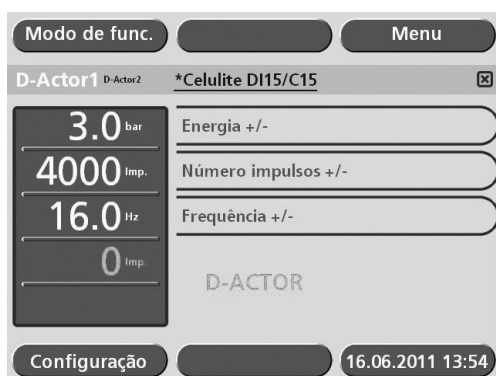 Modo de func. Menu
D-Actor1 D-Actor2 *Celulite DI15/C15
3.0 bar Energia +/-
4000 Imp. Número impulsos +/-
16.0 Hz Frequência +/-
0 Imp.
D-ACTOR
Configuração 16.06.2011 13:54